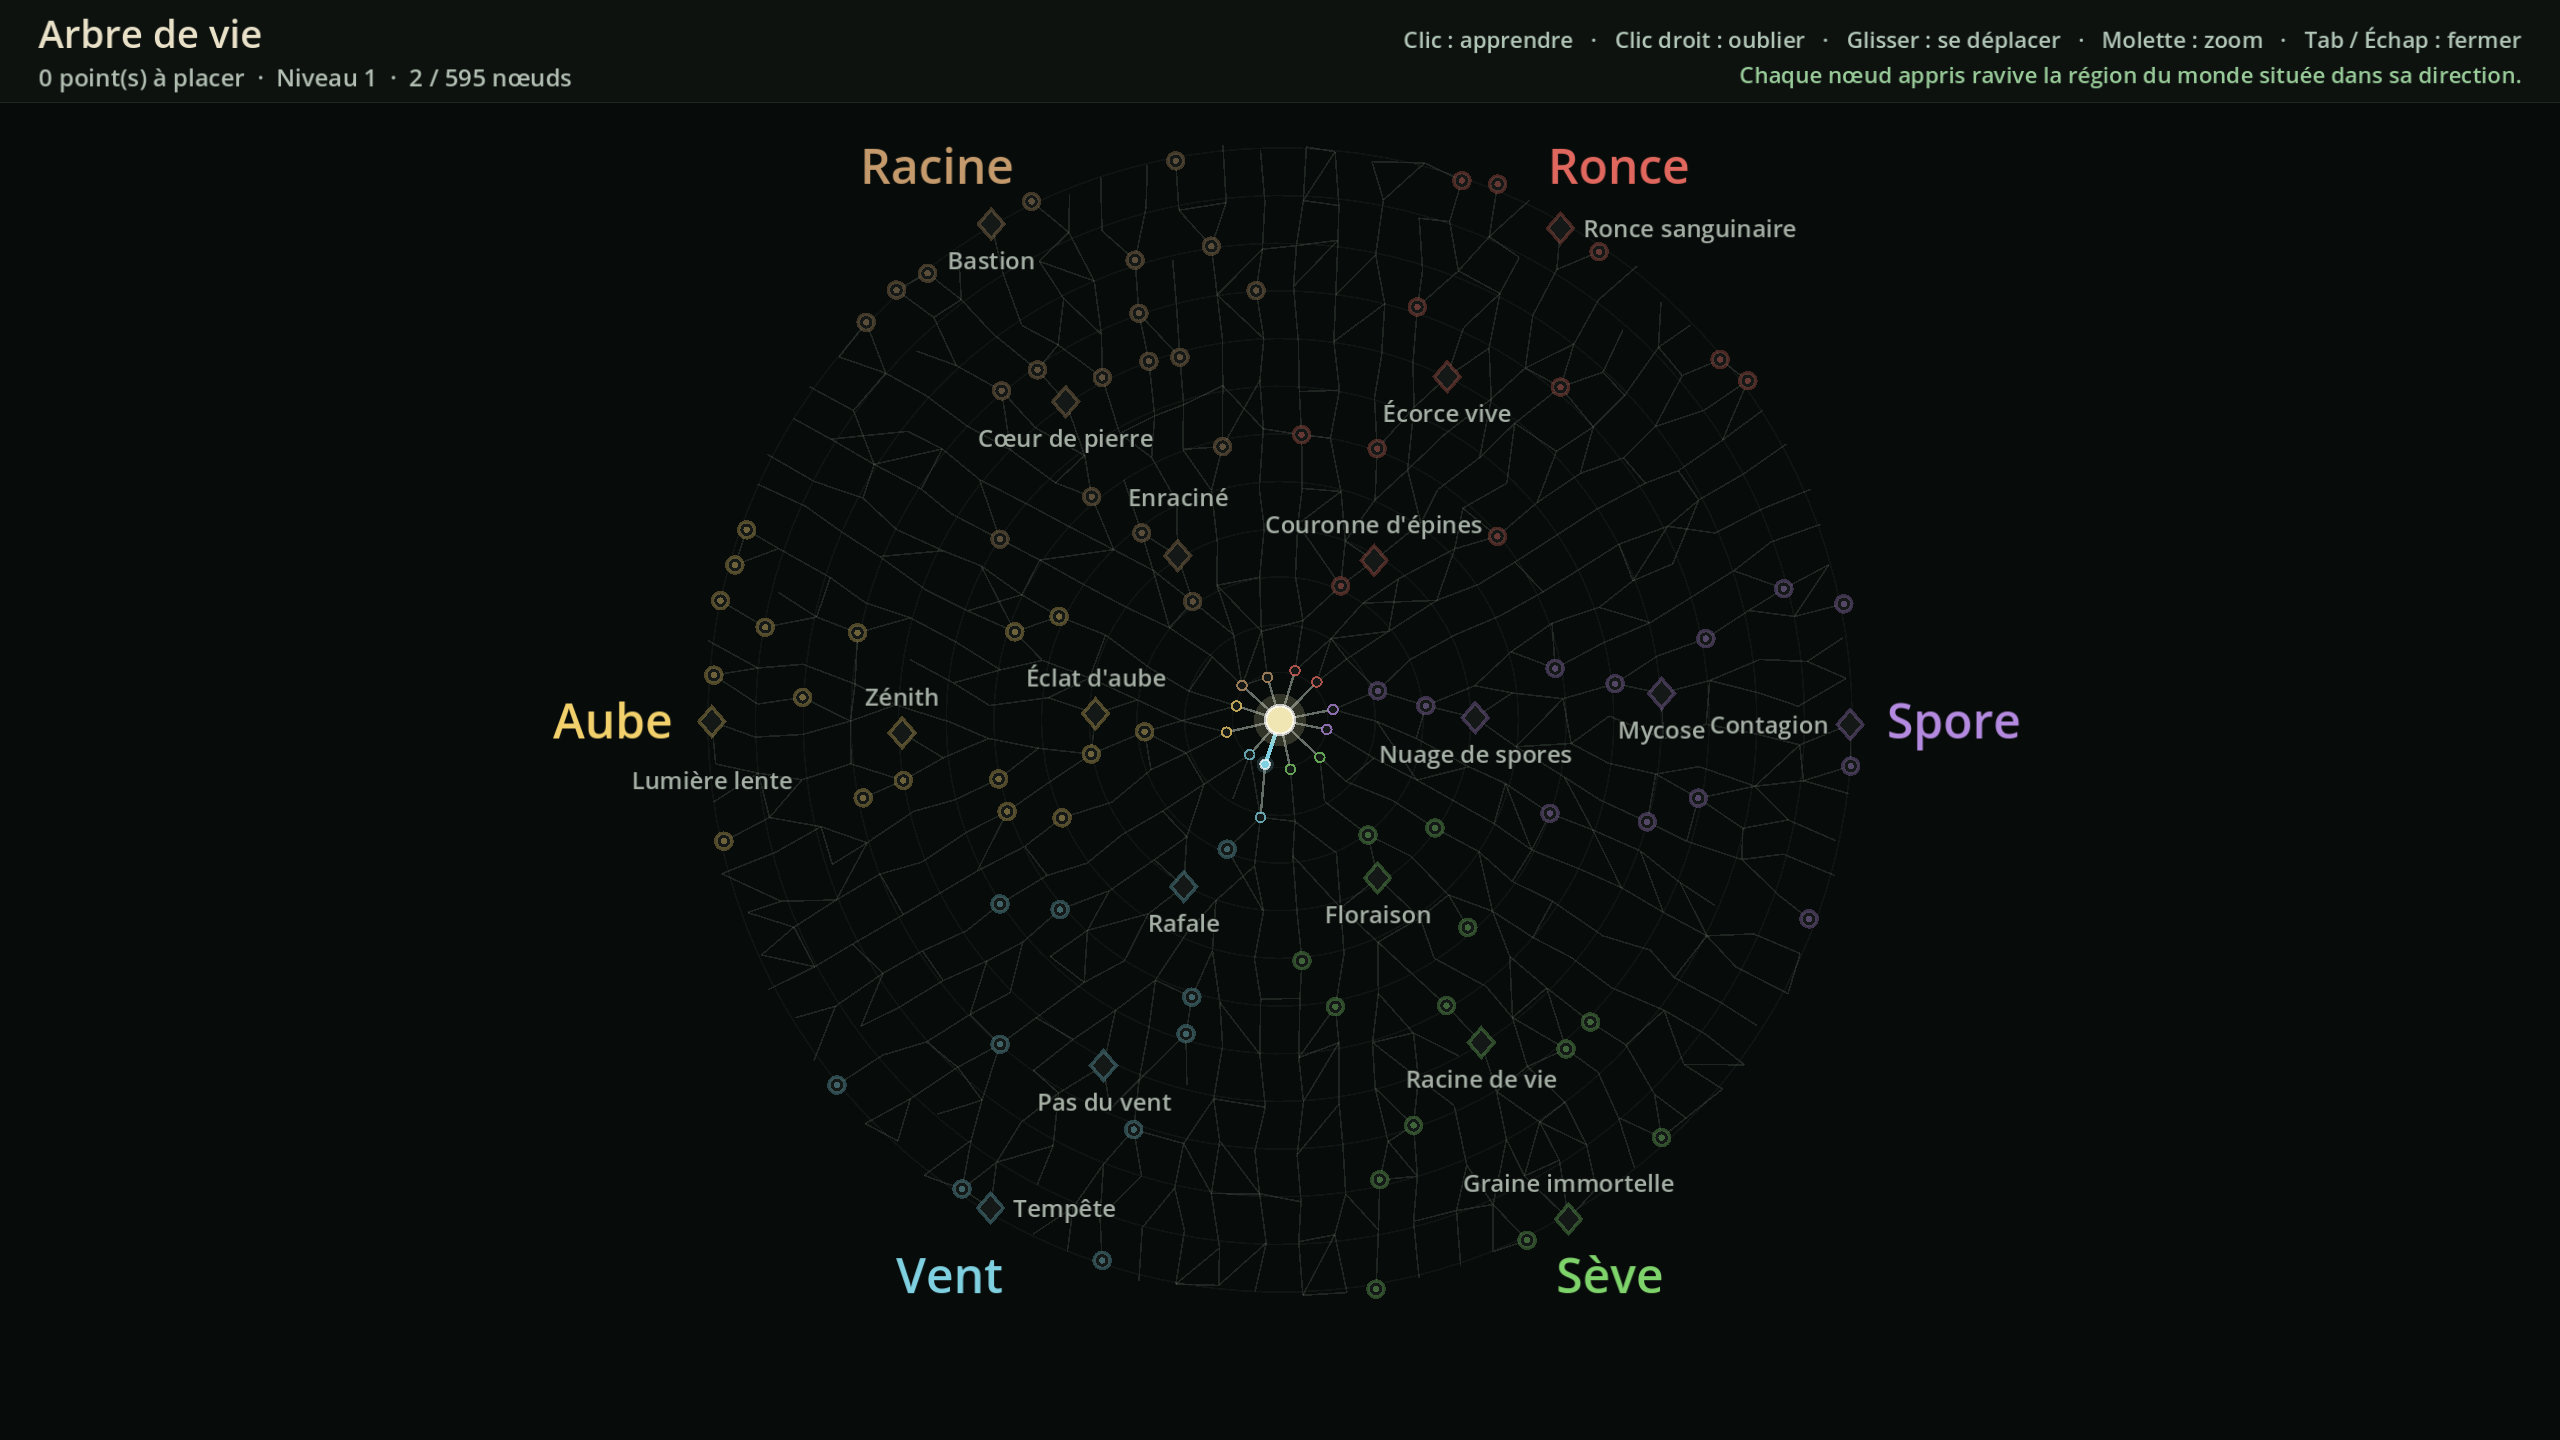 Arbre de vie
0 point(s) à placer · Niveau 1 · 2 / 595 nœuds
Clic : apprendre · Clic droit : oublier · Glisser : se déplacer · Molette : zoom · Tab / Échap : fermer
Chaque nœud appris ravive la région du monde située dans sa direction.
Racine
Ronce
Ronce sanguinaire
Bastion
Écorce vive
Cœur de pierre
Enraciné
Couronne d'épines
Éclat d'aube
Zénith
Aube
Mycose
Contagion
Spore
Nuage de spores
Lumière lente
Rafale
Floraison
Racine de vie
Pas du vent
Graine immortelle
Tempête
Vent
Sève